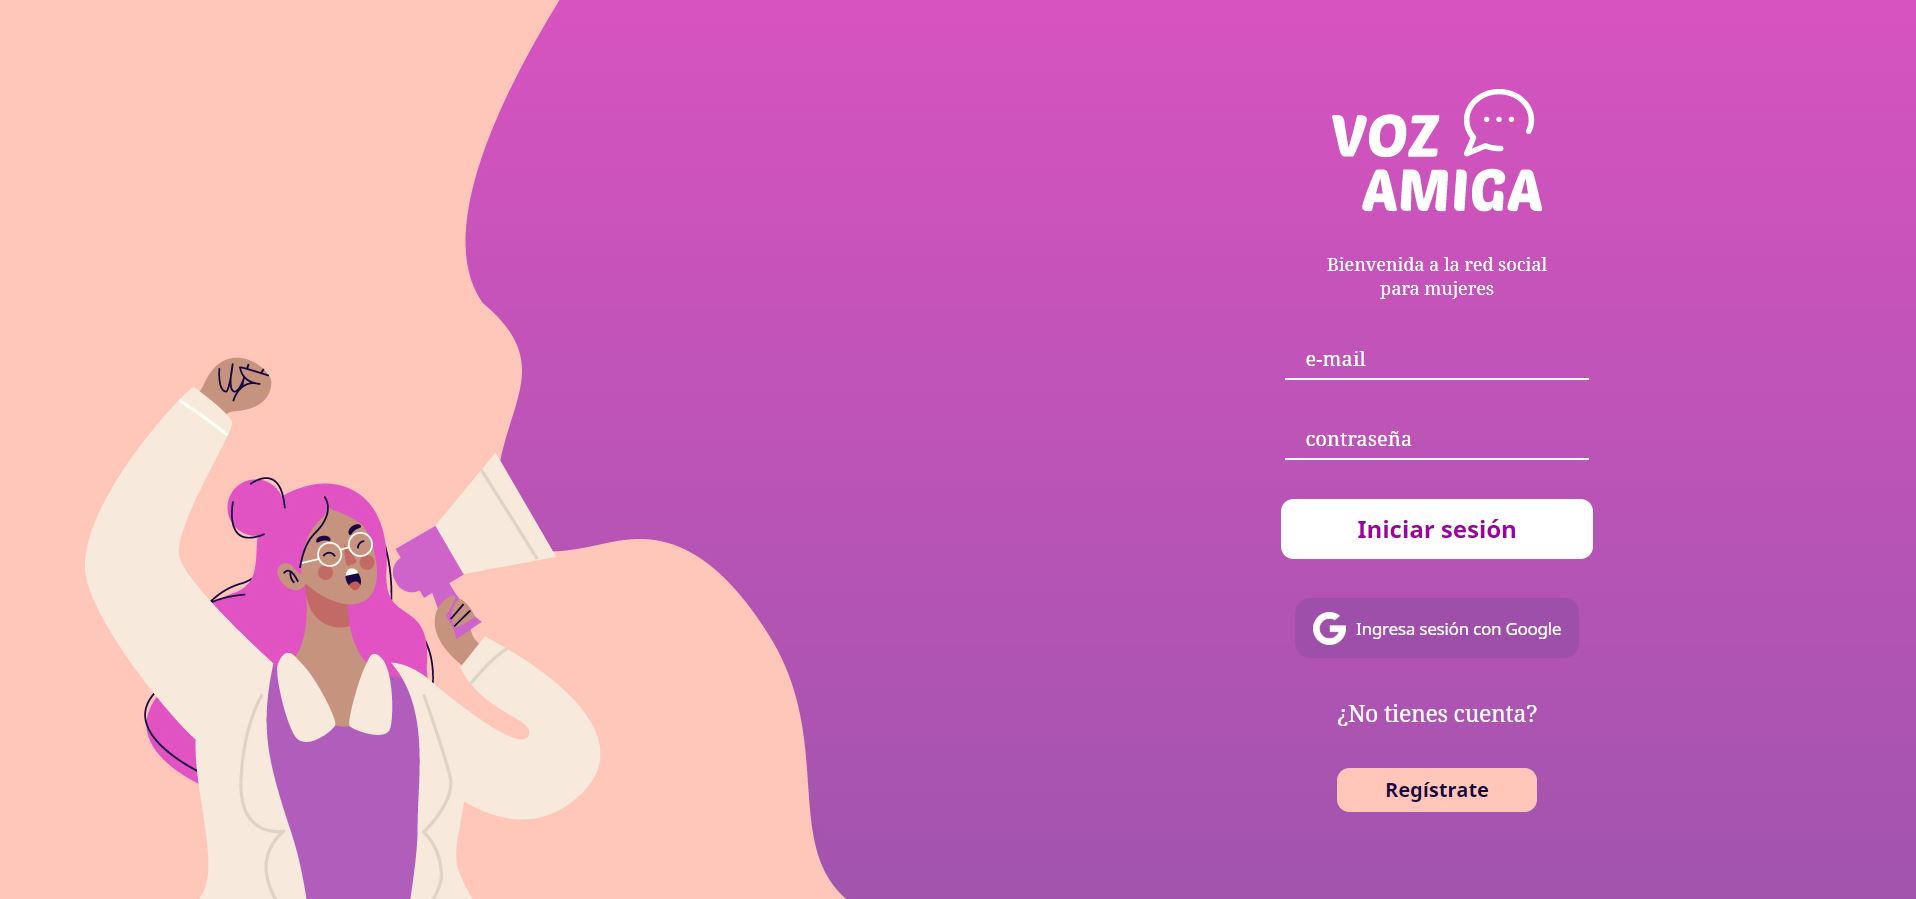 VOZ
AMIGA
Bienvenida a la red social
para mujeres
e-mail
contraseña
Iniciar sesión
Ingresa sesión con Google
¿No tienes cuenta?
Regístrate